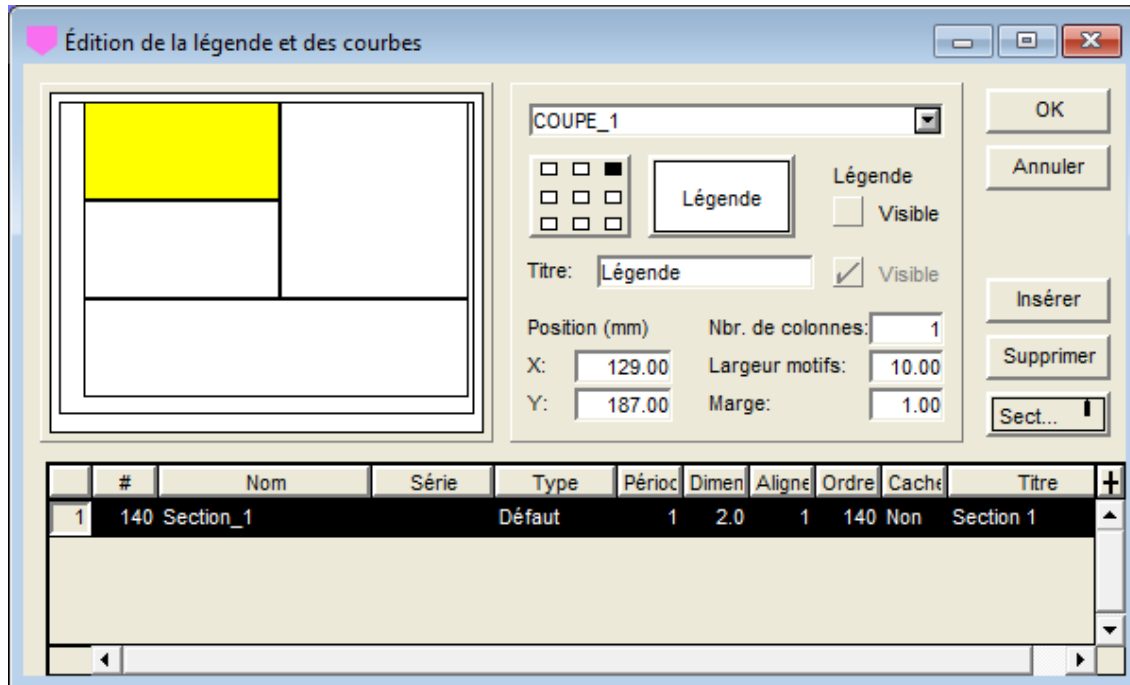 Édition de la légende et des courbes
COUPE_1
OK
Annuler
Légende
Légende
Visible
Titre: Légende
Visible
Insérer
Position (mm)
Nbr. de colonnes: 1
Supprimer
X: 129.00
Largeur motifs: 10.00
Y: 187.00
Marge: 1.00
Sect...
# Nom Série Type Périoc Dimen Aligne Ordre Cache Titre +
1 140 Section_1 Défaut 1 2.0 1 140 Non Section 1